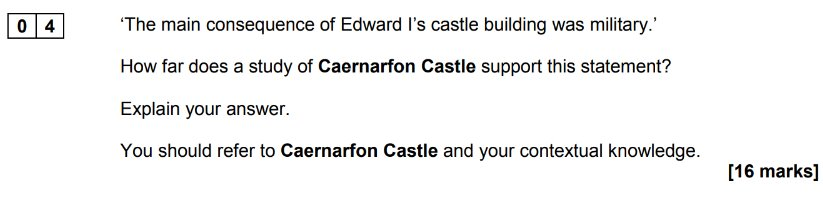 0 4 ‘The main consequence of Edward I’s castle building was military.’
How far does a study of Caernarfon Castle support this statement?
Explain your answer.
You should refer to Caernarfon Castle and your contextual knowledge.
[16 marks]